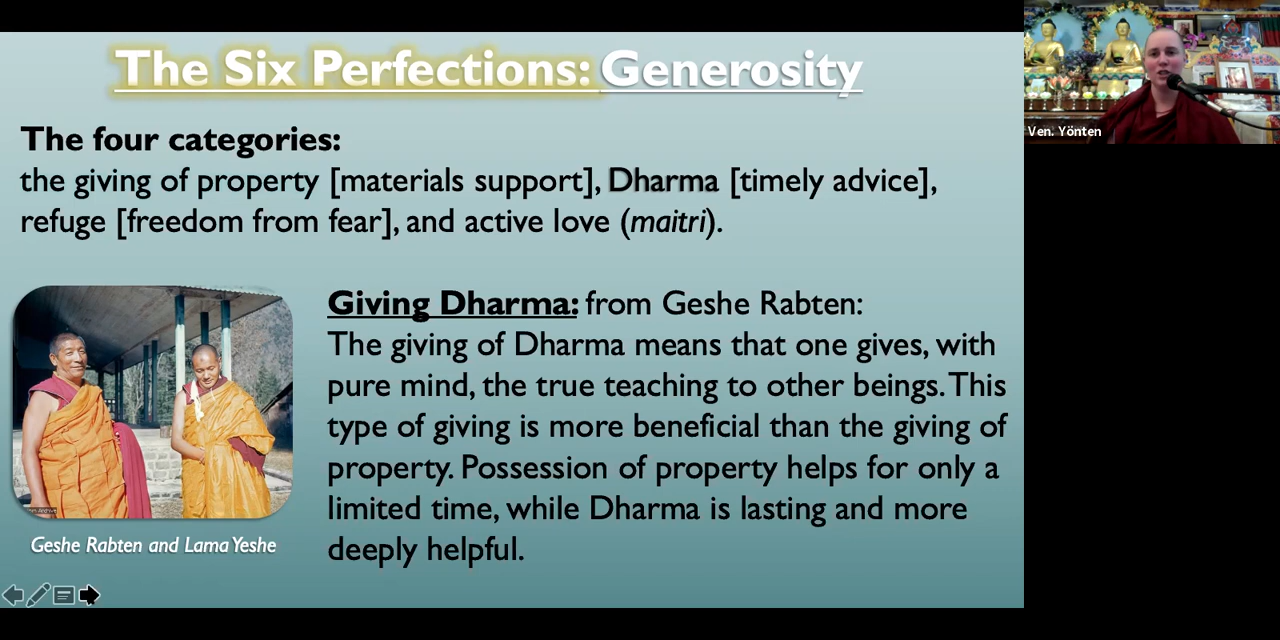 The Six Perfections: Generosity
The four categories:
the giving of property [materials support], Dharma [timely advice],
refuge [freedom from fear], and active love (maitri).
Giving Dharma: from Geshe Rabten:
The giving of Dharma means that one gives, with
pure mind, the true teaching to other beings. This
type of giving is more beneficial than the giving of
property. Possession of property helps for only a
limited time, while Dharma is lasting and more
deeply helpful.
Geshe Rabten and Lama Yeshe
Ven. Yönten